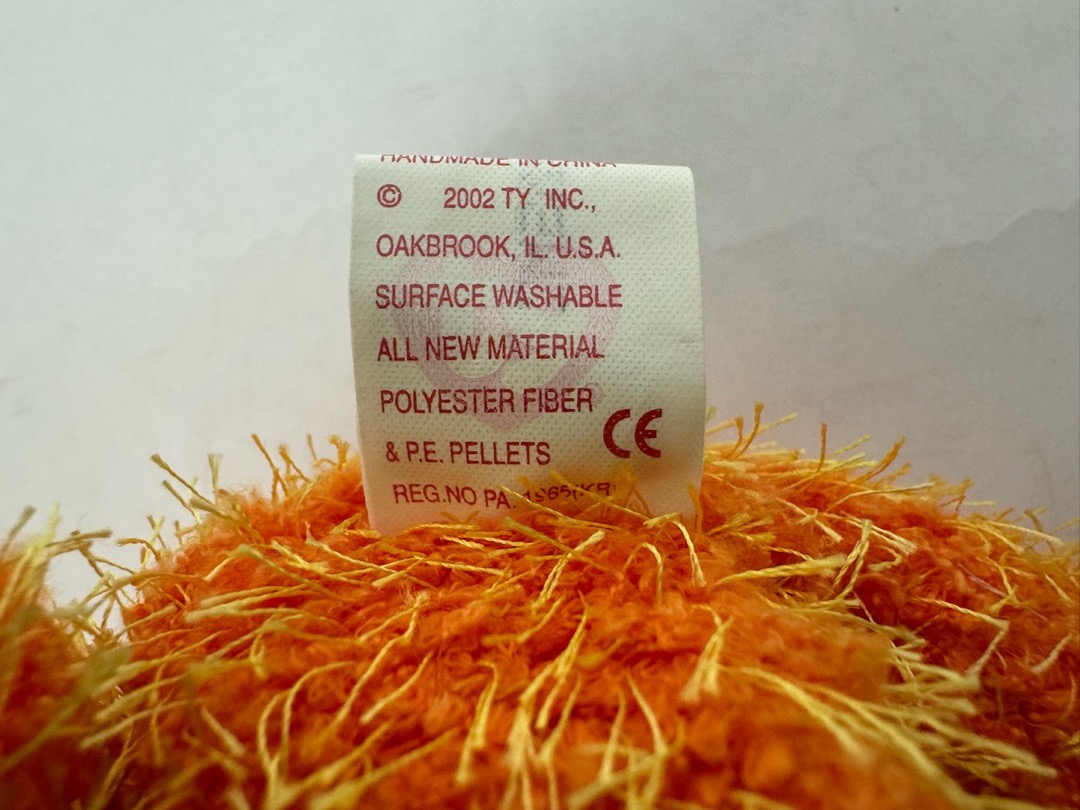 HANDMADE IN CHINA
© 2002 TY INC.,
OAKBROOK, IL. U.S.A.
SURFACE WASHABLE
ALL NEW MATERIAL
POLYESTER FIBER
& P.E. PELLETS CE
REG.NO PA.